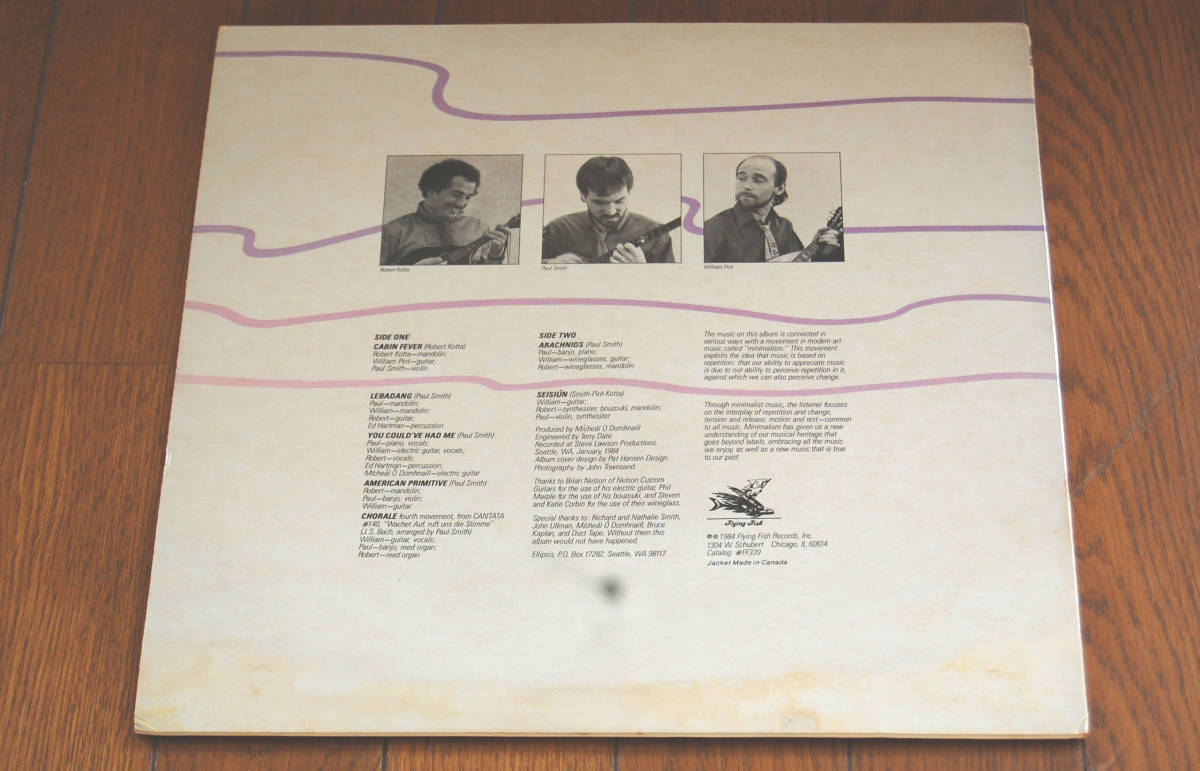 Robert Kotta
Paul Smith
William Pint
SIDE ONE
CABIN FEVER (Robert Kotta)
Robert Kotta—mandolin;
William Pint—guitar;
Paul Smith—violin
LEBADANG (Paul Smith)
Paul—mandolin;
William—mandolin;
Robert—guitar;
Ed Hartman—percussion
YOU COULD'VE HAD ME (Paul Smith)
Paul—piano, vocals;
William—electric guitar, vocals;
Robert—vocals;
Ed Hartman—percussion;
Mícheál Ó Domhnaill—electric guitar
AMERICAN PRIMITIVE (Paul Smith)
Robert—mandolin;
Paul—banjo, violin;
William—guitar
CHORALE fourth movement, from CANTATA
#140, "Wachet Auf, ruft uns die Stimme"
(J. S. Bach, arranged by Paul Smith)
William—guitar, vocals;
Paul—banjo, reed organ;
Robert—reed organ
SIDE TWO
ARACHNIDS (Paul Smith)
Paul—banjo, piano;
William—wineglasses, guitar;
Robert—wineglasses, mandolin
SEISIÚN (Smith-Pint-Kotta)
William—guitar;
Robert—synthesizer, bouzouki, mandolin;
Paul—violin, synthesizer
Produced by Mícheál Ó Domhnaill
Engineered by Terry Date
Recorded at Steve Lawson Productions,
Seattle, WA, January, 1984
Album cover design by Pat Hansen Design.
Photography by John Townsend.
Thanks to Brian Nelson of Nelson Custom
Guitars for the use of his electric guitar, Phil
Marple for the use of his bouzouki, and Steven
and Katie Corbin for the use of their wineglass.
Special thanks to: Richard and Nathalie Smith,
John Ullman, Mícheál Ó Domhnaill, Bruce
Kaplan, and Duct Tape. Without them this
album would not have happened.
Ellipsis, P.O. Box 17282, Seattle, WA 98117
The music on this album is connected in
various ways with a movement in modern art
music called "minimalism." This movement
exploits the idea that music is based on
repetition; that our ability to appreciate music
is due to our ability to perceive repetition in it,
against which we can also perceive change.
Through minimalist music, the listener focuses
on the interplay of repetition and change,
tension and release, motion and rest—common
to all music. Minimalism has given us a new
understanding of our musical heritage that
goes beyond labels, embracing all the music
we enjoy, as well as a new music that is true
to our past.
Flying Fish
℗© 1984 Flying Fish Records, Inc.
1304 W. Schubert Chicago, IL 60614
Catalog #FF339
Jacket Made in Canada